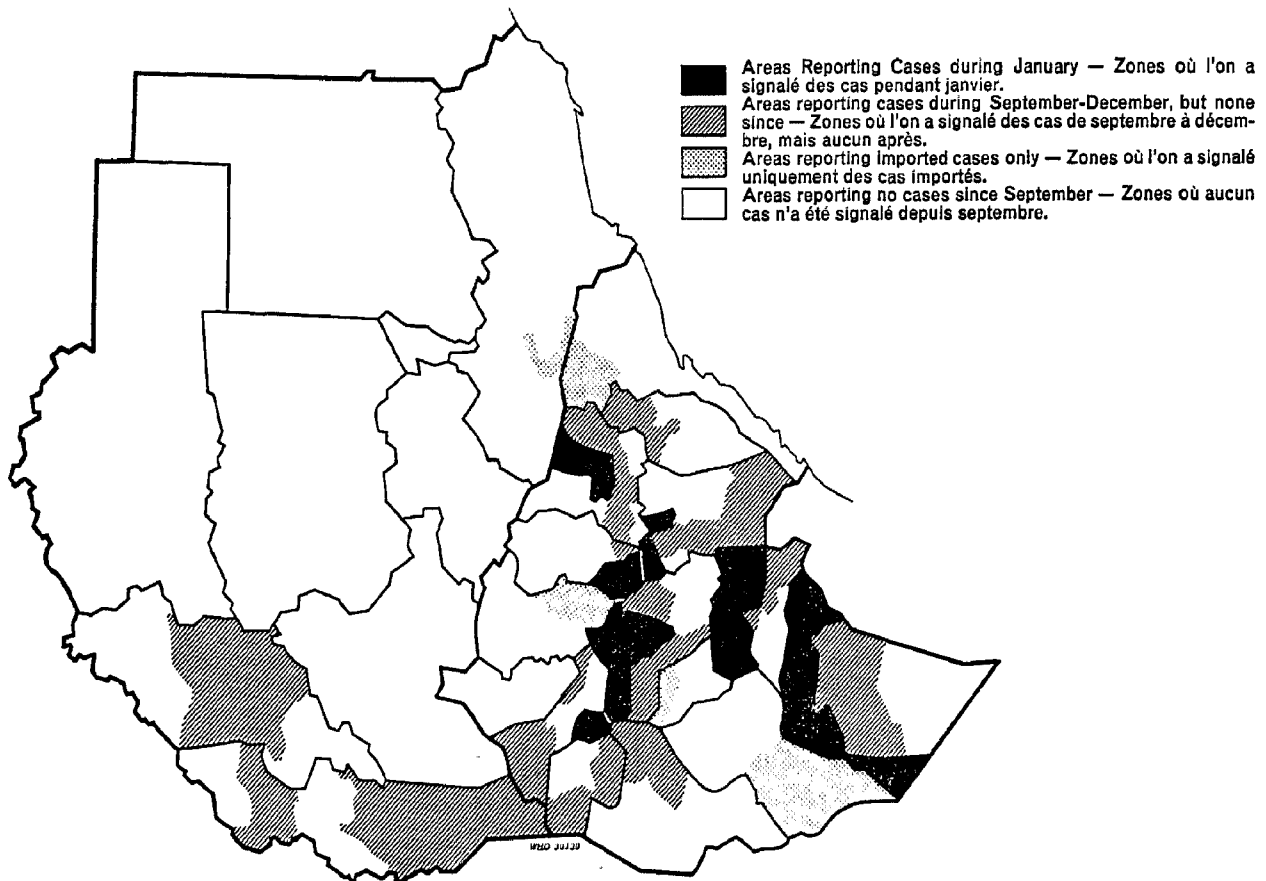 Areas Reporting Cases during January — Zones où l'on a
signalé des cas pendant janvier.
Areas reporting cases during September-December, but none
since — Zones où l'on a signalé des cas de septembre à décem-
bre, mais aucun après.
Areas reporting imported cases only — Zones où l'on a signalé
uniquement des cas importés.
Areas reporting no cases since September — Zones où aucun
cas n'a été signalé depuis septembre.
WHO